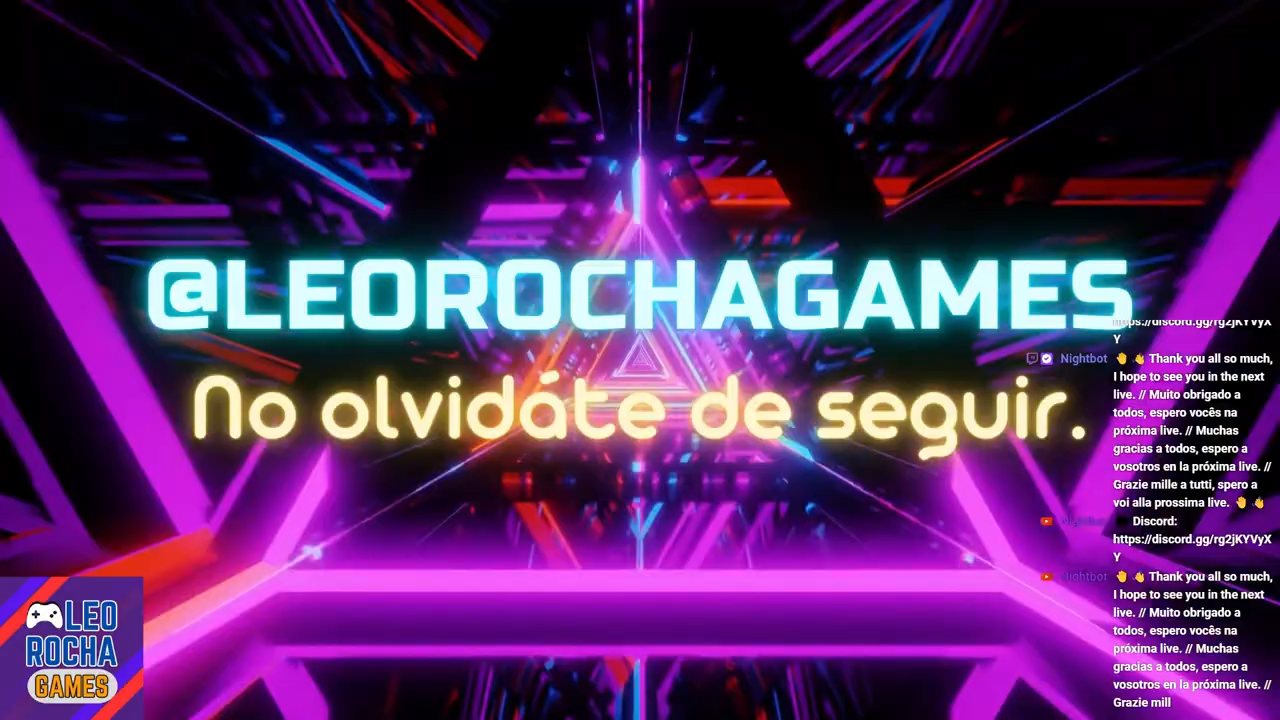 @LEOROCHAGAMES
No olvidáte de seguir.
https://discord.gg/rg2jKYVyX
Y
Nightbot 🤚 👋 Thank you all so much,
I hope to see you in the next
live. // Muito obrigado a
todos, espero vocês na
próxima live. // Muchas
gracias a todos, espero a
vosotros en la próxima live. //
Grazie mille a tutti, spero a
voi alla prossima live. 🤚 👋
Nightbot Discord:
https://discord.gg/rg2jKYVyX
Y
Nightbot 🤚 👋 Thank you all so much,
I hope to see you in the next
live. // Muito obrigado a
todos, espero vocês na
próxima live. // Muchas
gracias a todos, espero a
vosotros en la próxima live. //
Grazie mill
LEO
ROCHA
GAMES